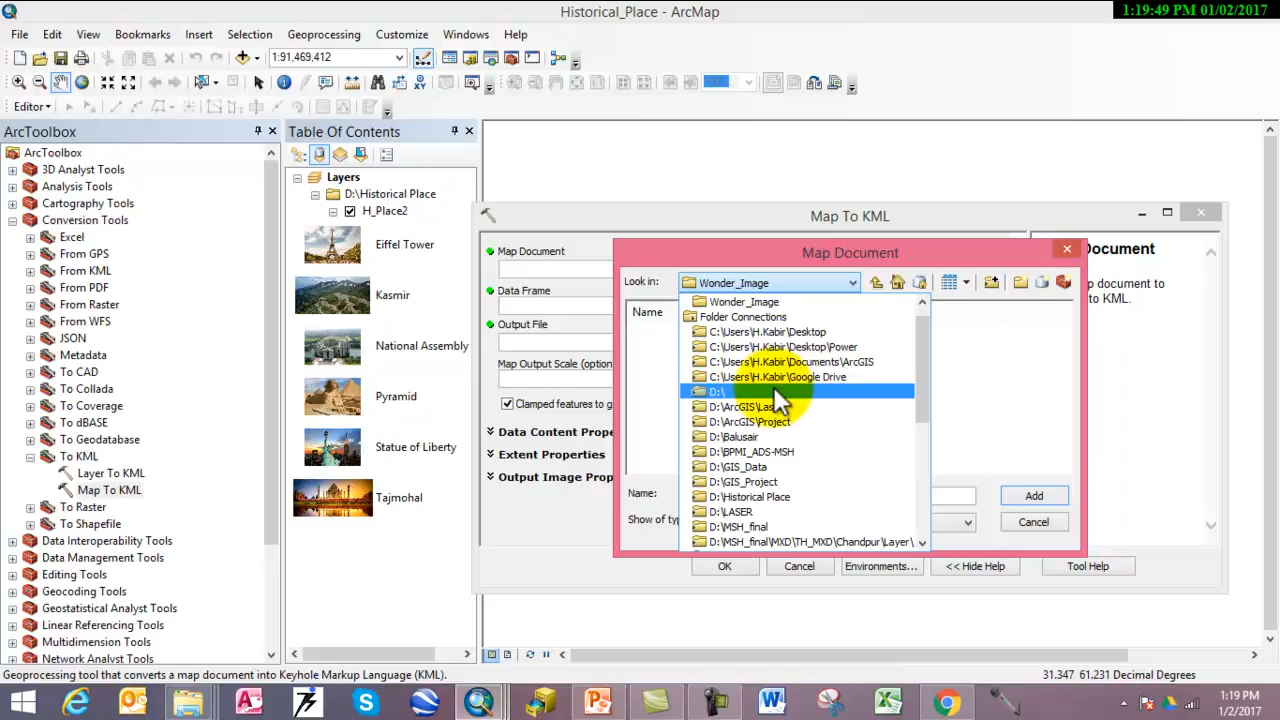 Historical_Place - ArcMap
1:19:49 PM 01/02/2017
File Edit View Bookmarks Insert Selection Geoprocessing Customize Windows Help
1:91,469,412
Editor
ArcToolbox
Table Of Contents
ArcToolbox
3D Analyst Tools
Analysis Tools
Cartography Tools
Conversion Tools
Excel
From GPS
From KML
From PDF
From Raster
From WFS
JSON
Metadata
To CAD
To Collada
To Coverage
To dBASE
To Geodatabase
To KML
Layer To KML
Map To KML
To Raster
To Shapefile
Data Interoperability Tools
Data Management Tools
Editing Tools
Geocoding Tools
Geostatistical Analyst Tools
Linear Referencing Tools
Multidimension Tools
Network Analyst Tools
Layers
D:\Historical Place
H_Place2
Eiffel Tower
Kasmir
National Assembly
Pyramid
Statue of Liberty
Tajmohal
Map To KML
Map Document
Data Frame
Output File
Map Output Scale (option
Clamped features to g
Data Content Prope
Extent Properties
Output Image Prop
Document
p document to
to KML.
Map Document
Look in:
Wonder_Image
Name
Wonder_Image
Folder Connections
C:\Users\H.Kabir\Desktop
C:\Users\H.Kabir\Desktop\Power
C:\Users\H.Kabir\Documents\ArcGIS
C:\Users\H.Kabir\Google Drive
D:\
D:\ArcGIS\Las
D:\ArcGIS\Project
D:\Balusair
D:\BPMI_ADS-MSH
D:\GIS_Data
D:\GIS_Project
D:\Historical Place
D:\LASER
D:\MSH_final
D:\MSH_final\MXD\TH_MXD\Chandpur\Layer\
Name:
Add
Show of typ
Cancel
OK Cancel Environments... << Hide Help Tool Help
Geoprocessing tool that converts a map document into Keyhole Markup Language (KML).
31.347 61.231 Decimal Degrees
1:19 PM
1/2/2017